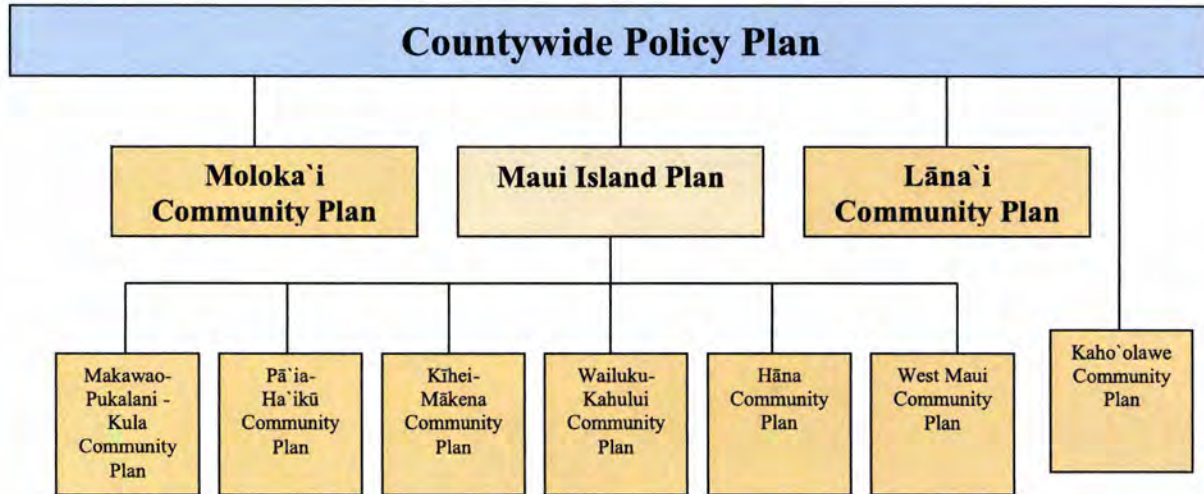 Countywide Policy Plan
Moloka`i
Community Plan
Maui Island Plan
Lāna`i
Community Plan
Makawao-
Pukalani -
Kula
Community
Plan
Pā`ia-
Ha`ikū
Community
Plan
Kīhei-
Mākena
Community
Plan
Wailuku-
Kahului
Community
Plan
Hāna
Community
Plan
West Maui
Community
Plan
Kaho`olawe
Community
Plan